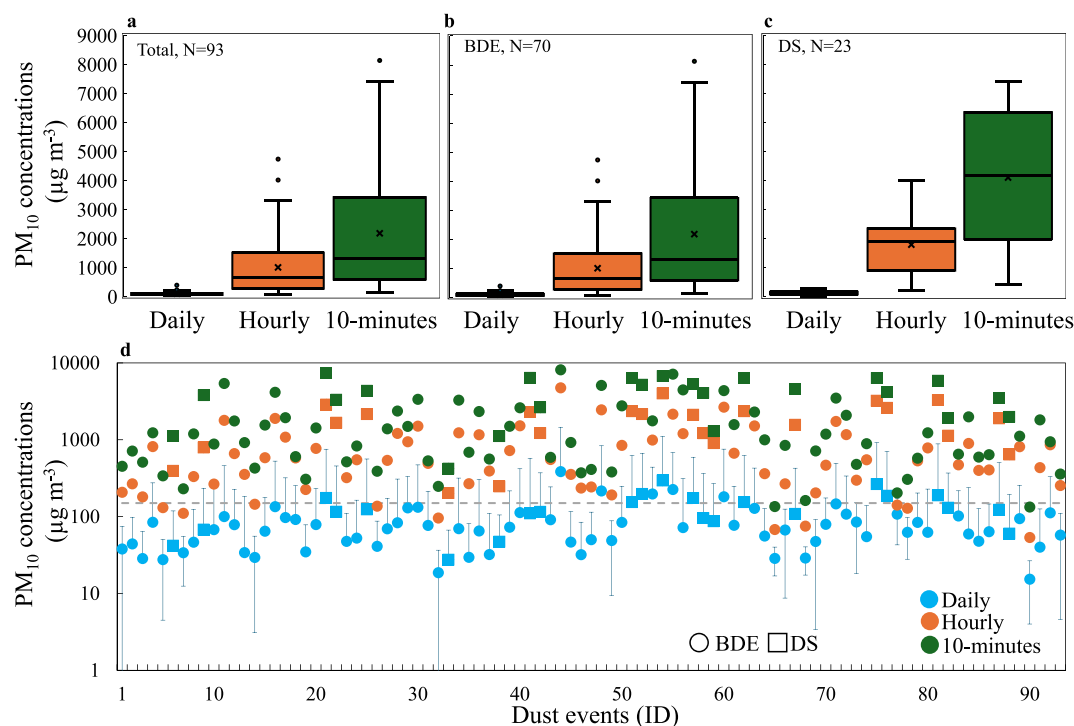 a
b
c
PM₁₀ concentrations
(μg m⁻³)
9000
8000
7000
6000
5000
4000
3000
2000
1000
0
Total, N=93
BDE, N=70
DS, N=23
Daily Hourly 10-minutes
Daily Hourly 10-minutes
Daily Hourly 10-minutes
d
PM₁₀ concentrations
(μg m⁻³)
10000
1000
100
10
1
Daily
Hourly
10-minutes
BDE DS
1 10 20 30 40 50 60 70 80 90
Dust events (ID)